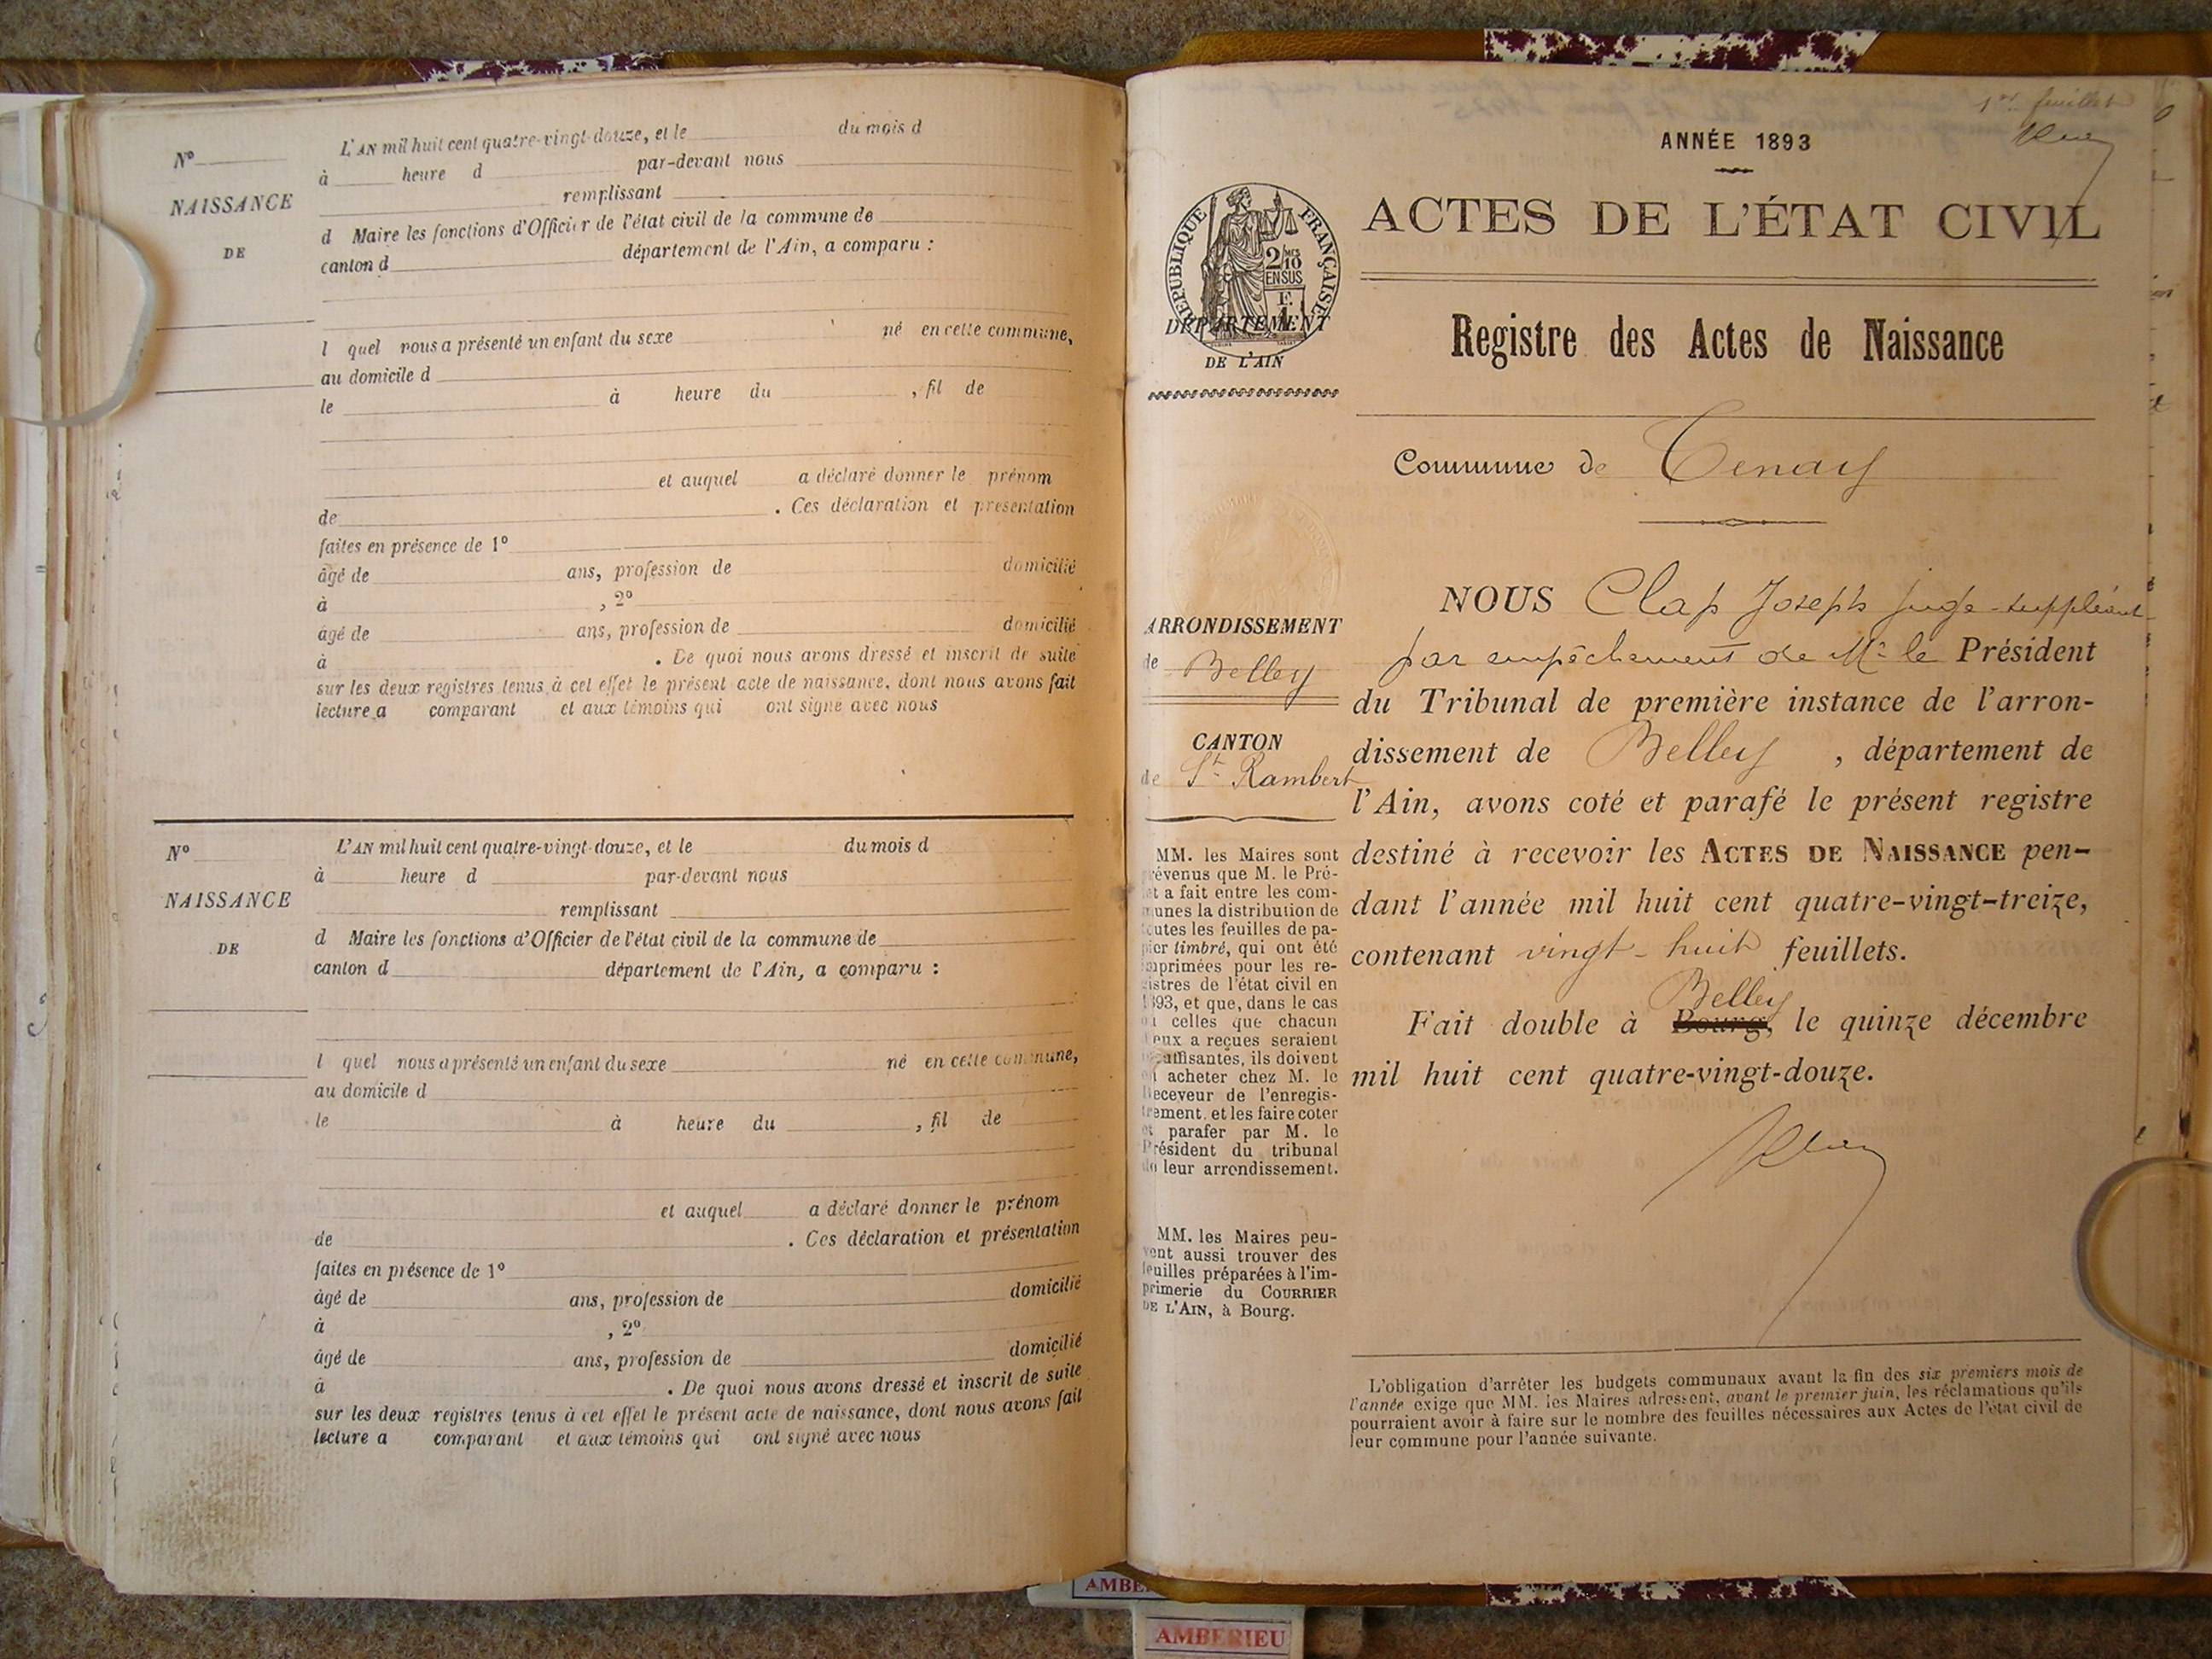 N°
NAISSANCE
DE
L'AN mil huit cent quatre-vingt-douze, et le du mois d
à heure d par-devant nous
remplissant
d Maire les fonctions d'Officier de l'état civil de la commune de
canton d département de l'Ain, a comparu :
l quel nous a présenté un enfant du sexe né en cette commune,
au domicile d
le à heure du , fil de
et auquel a déclaré donner le prénom
de . Ces déclaration et présentation
faites en présence de 1°
âgé de ans, profession de domicilié
à , 2°
âgé de ans, profession de domicilié
à . De quoi nous avons dressé et inscrit de suite
sur les deux registres tenus à cet effet le présent acte de naissance, dont nous avons fait
lecture a comparant et aux témoins qui ont signé avec nous
N°
NAISSANCE
DE
L'AN mil huit cent quatre-vingt-douze, et le du mois d
à heure d par-devant nous
remplissant
d Maire les fonctions d'Officier de l'état civil de la commune de
canton d département de l'Ain, a comparu :
l quel nous a présenté un enfant du sexe né en cette commune,
au domicile d
le à heure du , fil de
et auquel a déclaré donner le prénom
de . Ces déclaration et présentation
faites en présence de 1°
âgé de ans, profession de domicilié
à , 2°
âgé de ans, profession de domicilié
à . De quoi nous avons dressé et inscrit de suite
sur les deux registres tenus à cet effet le présent acte de naissance, dont nous avons fait
lecture a comparant et aux témoins qui ont signé avec nous
1er feuillet
ANNÉE 1893
ACTES DE L'ÉTAT CIVIL
RÉPUBLIQUE FRANÇAISE
2/10 MES
EN SUS
DÉPARTEMENT
DE L'AIN
Registre des Actes de Naissance
Commune de Tenay
ARRONDISSEMENT
de Belley
CANTON
de St Rambert
MM. les Maires sont
prévenus que M. le Pré-
fet a fait entre les com-
munes la distribution de
toutes les feuilles de pa-
pier timbré, qui ont été
imprimées pour les re-
gistres de l'état civil en
1893, et que, dans le cas
où celles que chacun
d'eux a reçues seraient
insuffisantes, ils doivent
en acheter chez M. le
Receveur de l'enregis-
trement, et les faire coter
et parafer par M. le
Président du tribunal
de leur arrondissement.
MM. les Maires peu-
vent aussi trouver des
feuilles préparées à l'im-
primerie du COURRIER
DE L'AIN, à Bourg.
NOUS Clap Joseph juge-suppléant
par empêchement de Mr le Président
du Tribunal de première instance de l'arron-
dissement de Belley , département de
l'Ain, avons coté et parafé le présent registre
destiné à recevoir les ACTES DE NAISSANCE pen-
dant l'année mil huit cent quatre-vingt-treize,
contenant vingt-huit feuillets.
Belley
Fait double à Bourg, le quinze décembre
mil huit cent quatre-vingt-douze.
L'obligation d'arrêter les budgets communaux avant la fin des six premiers mois de
l'année exige que MM. les Maires adressent, avant le premier juin, les réclamations qu'ils
pourraient avoir à faire sur le nombre des feuilles nécessaires aux Actes de l'état civil de
leur commune pour l'année suivante.
AMBE
AMBERIEU